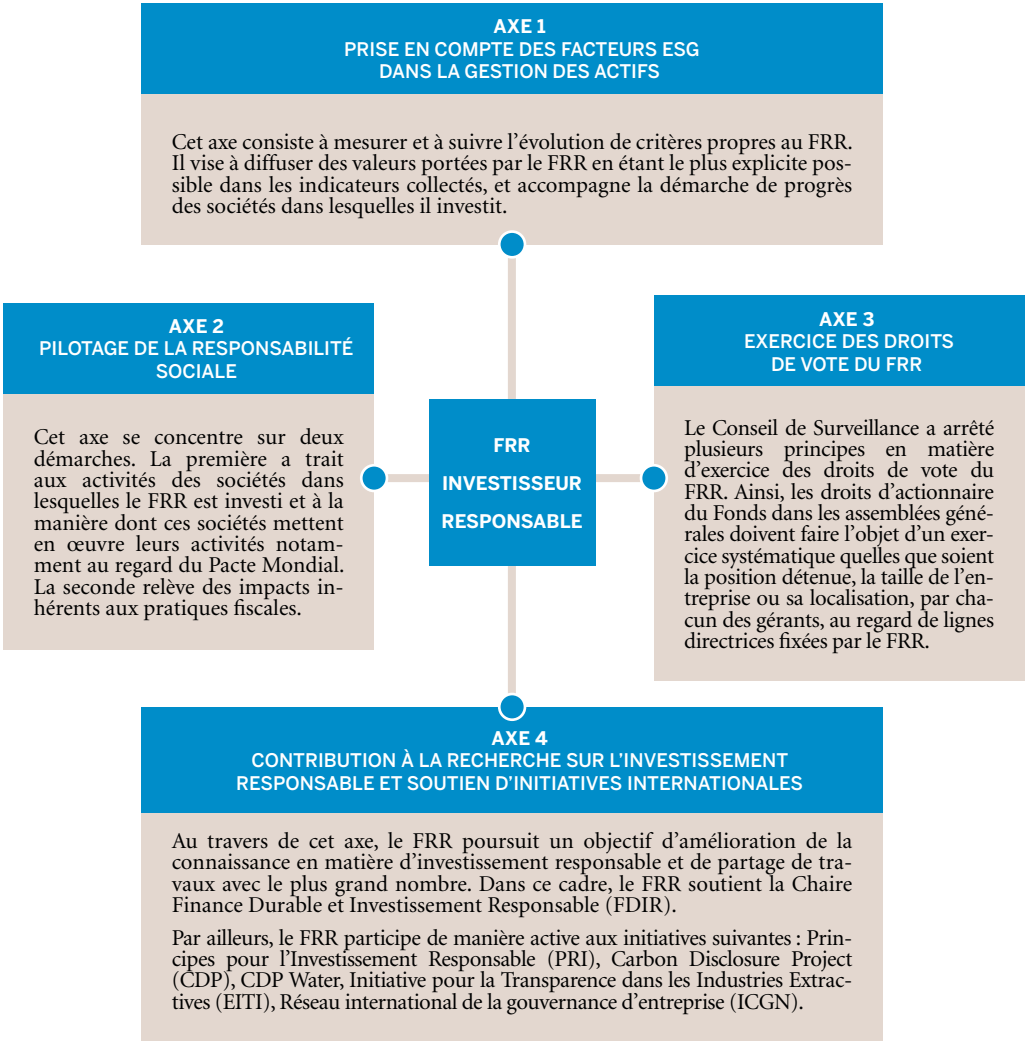 AXE 1
PRISE EN COMPTE DES FACTEURS ESG
DANS LA GESTION DES ACTIFS
Cet axe consiste à mesurer et à suivre l’évolution de critères propres au FRR.
Il vise à diffuser des valeurs portées par le FRR en étant le plus explicite pos-
sible dans les indicateurs collectés, et accompagne la démarche de progrès
des sociétés dans lesquelles il investit.
AXE 2
PILOTAGE DE LA RESPONSABILITÉ
SOCIALE
Cet axe se concentre sur deux
démarches. La première a trait
aux activités des sociétés dans
lesquelles le FRR est investi et à la
manière dont ces sociétés mettent
en œuvre leurs activités notam-
ment au regard du Pacte Mondial.
La seconde relève des impacts in-
hérents aux pratiques fiscales.
FRR
INVESTISSEUR
RESPONSABLE
AXE 3
EXERCICE DES DROITS
DE VOTE DU FRR
Le Conseil de Surveillance a arrêté
plusieurs principes en matière
d’exercice des droits de vote du
FRR. Ainsi, les droits d’actionnaire
du Fonds dans les assemblées géné-
rales doivent faire l’objet d’un exer-
cice systématique quelles que soient
la position détenue, la taille de l’en-
treprise ou sa localisation, par cha-
cun des gérants, au regard de lignes
directrices fixées par le FRR.
AXE 4
CONTRIBUTION À LA RECHERCHE SUR L’INVESTISSEMENT
RESPONSABLE ET SOUTIEN D’INITIATIVES INTERNATIONALES
Au travers de cet axe, le FRR poursuit un objectif d’amélioration de la
connaissance en matière d’investissement responsable et de partage de tra-
vaux avec le plus grand nombre. Dans ce cadre, le FRR soutient la Chaire
Finance Durable et Investissement Responsable (FDIR).
Par ailleurs, le FRR participe de manière active aux initiatives suivantes : Prin-
cipes pour l’Investissement Responsable (PRI), Carbon Disclosure Project
(CDP), CDP Water, Initiative pour la Transparence dans les Industries Extrac-
tives (EITI), Réseau international de la gouvernance d’entreprise (ICGN).